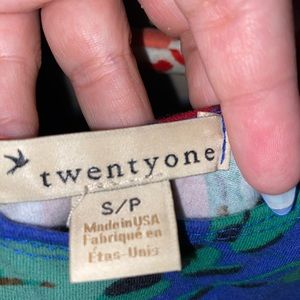 twentyone
S/P
Made in USA
Fabriqué en
États-Unis